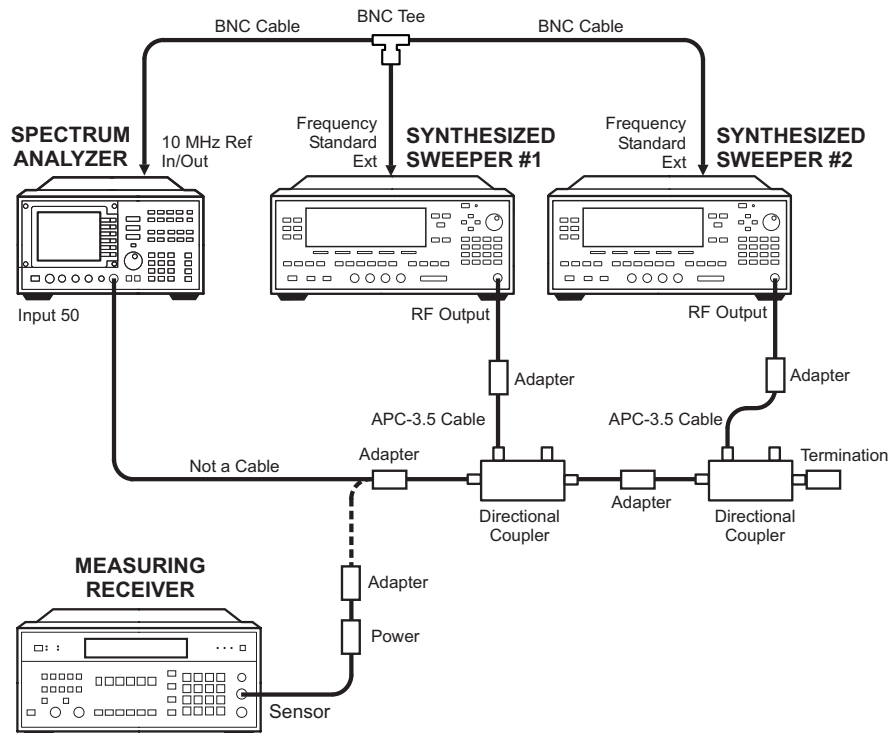 BNC Cable
BNC Tee
BNC Cable
SPECTRUM
ANALYZER
10 MHz Ref
In/Out
Frequency
Standard
Ext
SYNTHESIZED
SWEEPER #1
Frequency
Standard
Ext
SYNTHESIZED
SWEEPER #2
Input 50
RF Output
RF Output
Adapter
Adapter
APC-3.5 Cable
APC-3.5 Cable
Not a Cable
Adapter
Termination
Adapter
Directional
Coupler
Directional
Coupler
MEASURING
RECEIVER
Adapter
Power
Sensor